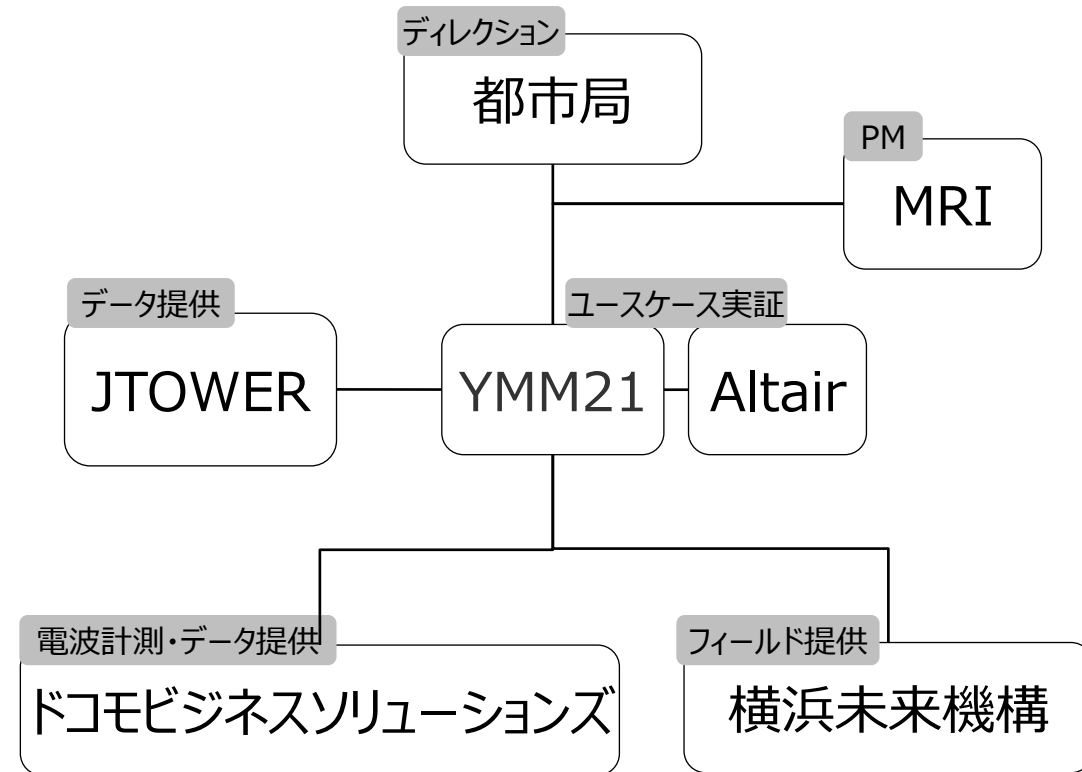 ディレクション
都市局
PM
MRI
データ提供
JTOWER
ユースケース実証
YMM21
Altair
電波計測・データ提供
ドコモビジネスソリューションズ
フィールド提供
横浜未来機構